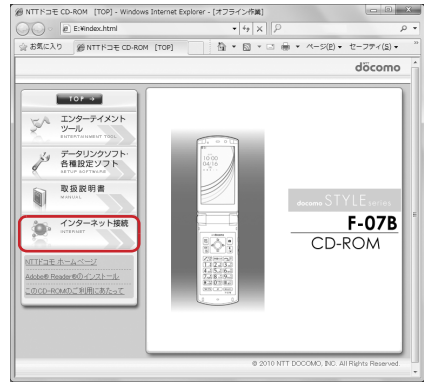 NTTドコモ CD-ROM [TOP] - Windows Internet Explorer - [オフライン作業]
E:¥index.html
お気に入り NTTドコモ CD-ROM [TOP] ページ(P) セーフティ(S)
döcomo
TOP →
エンターテイメント
ツール
ENTERTAINMENT TOOL
データリンクソフト・
各種設定ソフト
SETUP SOFTWARE
取扱説明書
MANUAL
インターネット接続
INTERNET
NTTドコモ ホームページ
Adobe® Reader®のインストール
このCD-ROMのご利用にあたって
10:00
04/16
docomo STYLE series
F-07B
CD-ROM
© 2010 NTT DOCOMO, INC. All Rights Reserved.